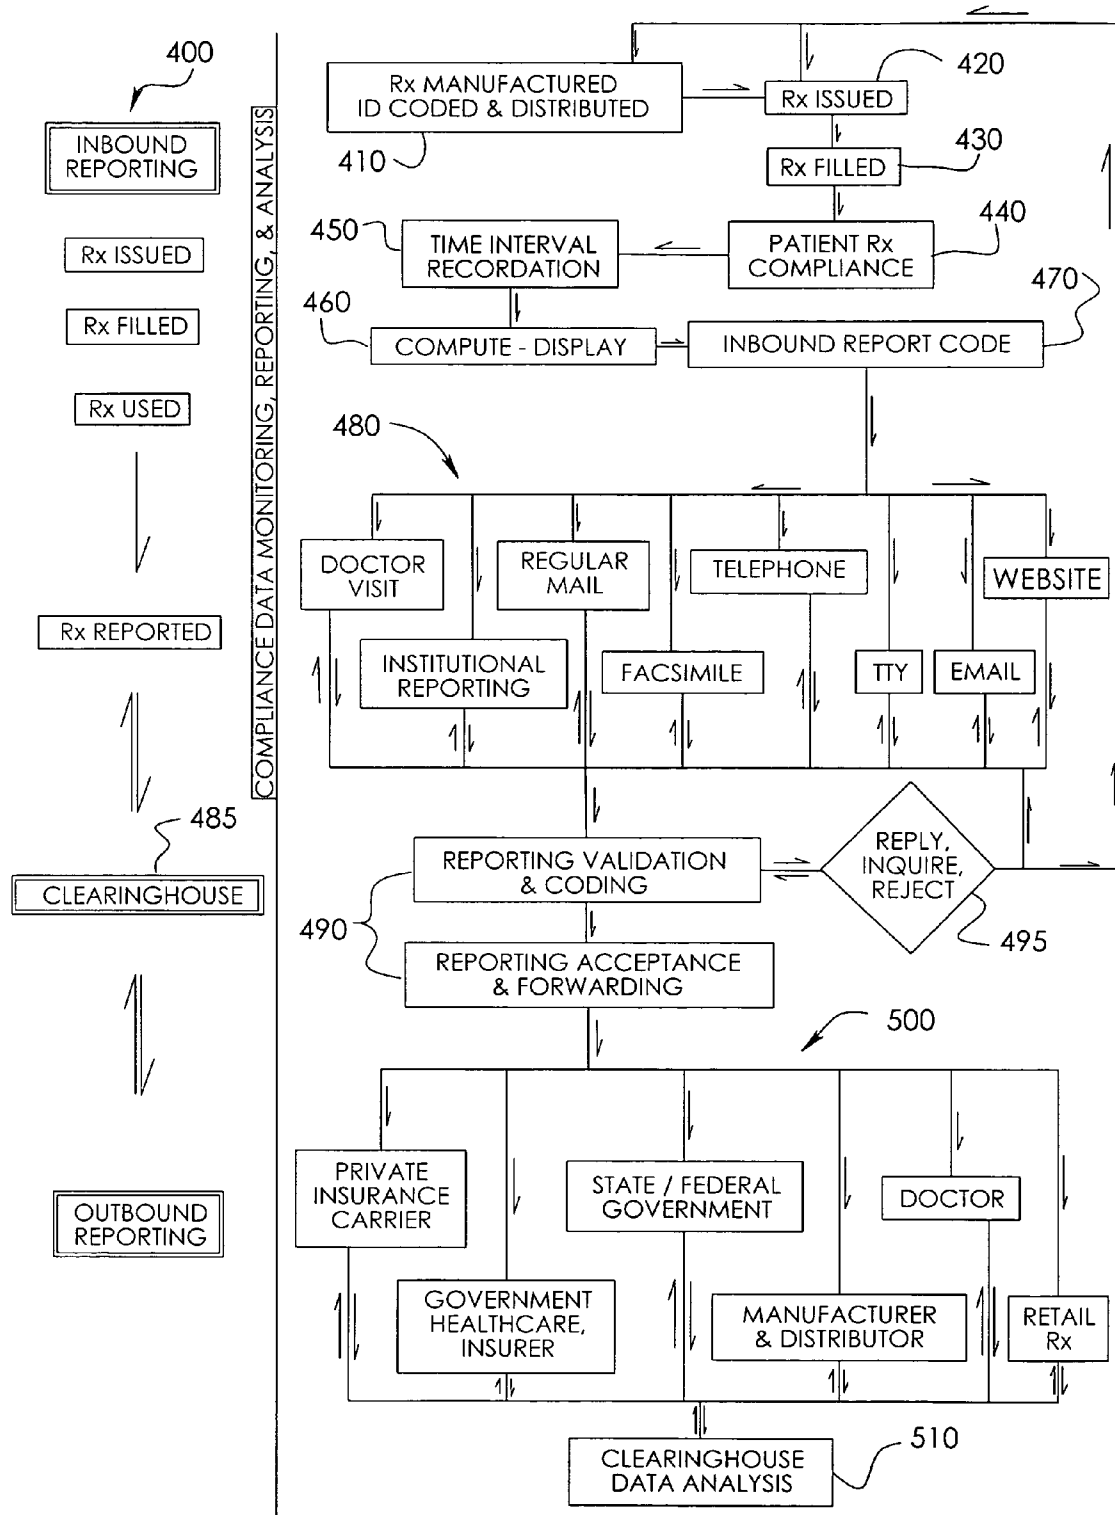 400
INBOUND
REPORTING
Rx ISSUED
Rx FILLED
Rx USED
Rx REPORTED
485
CLEARINGHOUSE
OUTBOUND
REPORTING
COMPLIANCE DATA MONITORING, REPORTING, & ANALYSIS
Rx MANUFACTURED
ID CODED & DISTRIBUTED
410
420
Rx ISSUED
430
Rx FILLED
440
PATIENT Rx
COMPLIANCE
450
TIME INTERVAL
RECORDATION
460
COMPUTE - DISPLAY
470
INBOUND REPORT CODE
480
DOCTOR
VISIT
REGULAR
MAIL
TELEPHONE
WEBSITE
INSTITUTIONAL
REPORTING
FACSIMILE
TTY
EMAIL
REPORTING VALIDATION
& CODING
REPLY,
INQUIRE,
REJECT
495
490
REPORTING ACCEPTANCE
& FORWARDING
500
PRIVATE
INSURANCE
CARRIER
STATE / FEDERAL
GOVERNMENT
DOCTOR
GOVERNMENT
HEALTHCARE,
INSURER
MANUFACTURER
& DISTRIBUTOR
RETAIL
Rx
510
CLEARINGHOUSE
DATA ANALYSIS